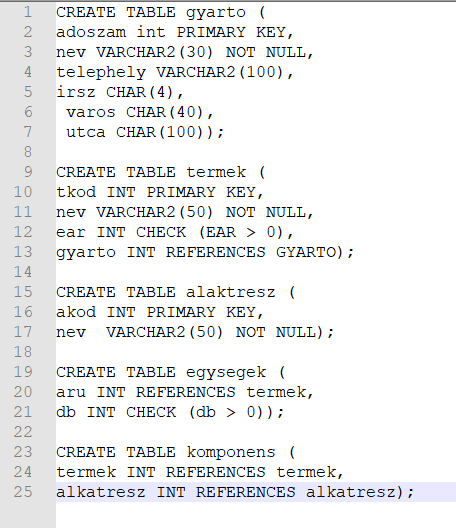 1 CREATE TABLE gyarto (
2 adoszam int PRIMARY KEY,
3 nev VARCHAR2(30) NOT NULL,
4 telephely VARCHAR2(100),
5 irsz CHAR(4),
6  varos CHAR(40),
7  utca CHAR(100));
8
9 CREATE TABLE termek (
10 tkod INT PRIMARY KEY,
11 nev VARCHAR2(50) NOT NULL,
12 ear INT CHECK (EAR > 0),
13 gyarto INT REFERENCES GYARTO);
14
15 CREATE TABLE alaktresz (
16 akod INT PRIMARY KEY,
17 nev  VARCHAR2(50) NOT NULL);
18
19 CREATE TABLE egysegek (
20 aru INT REFERENCES termek,
21 db INT CHECK (db > 0));
22
23 CREATE TABLE komponens (
24 termek INT REFERENCES termek,
25 alkatresz INT REFERENCES alkatresz);